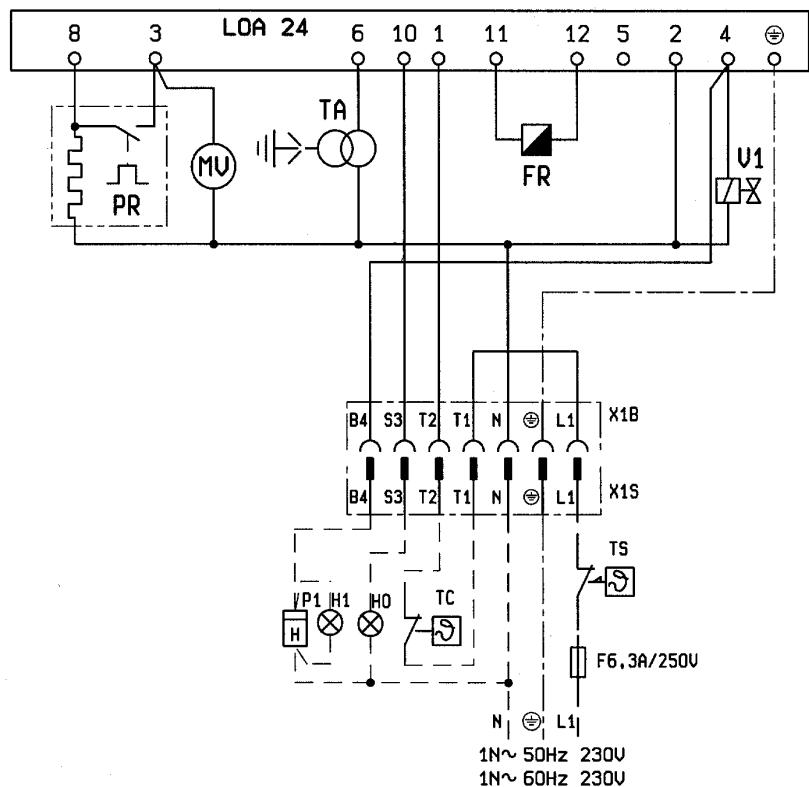 LOA 24
8 3 6 10 1 11 12 5 2 4
TA
V1
MV
FR
PR
B4 S3 T2 T1 N L1 X1B
B4 S3 T2 T1 N L1 X1S
TS
P1 H1 H0 TC
H
F6,3A/250V
N L1
1N~ 50Hz 230V
1N~ 60Hz 230V